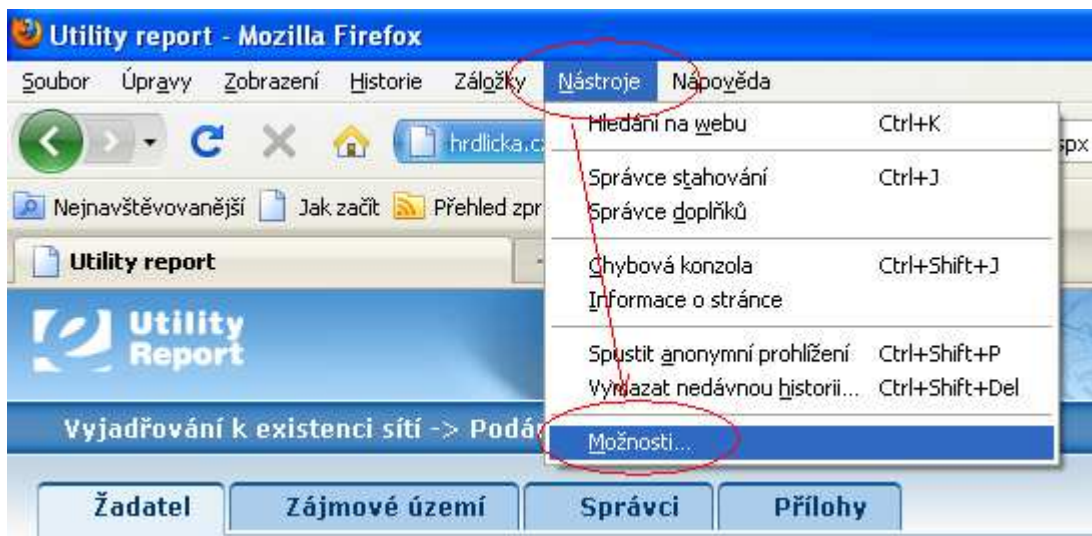 Utility report - Mozilla Firefox
Soubor Úpravy Zobrazení Historie Záložky Nástroje Nápověda
Hledání na webu Ctrl+K
hrdlicka.cz spx
Správce stahování Ctrl+J
Nejnavštěvovanější Jak začít Přehled zpr
Správce doplňků
Utility report
Chybová konzola Ctrl+Shift+J
Informace o stránce
Utility
Report
Spustit anonymní prohlížení Ctrl+Shift+P
Vymazat nedávnou historii... Ctrl+Shift+Del
Vyjadřování k existenci sítí -> Podá
Možnosti...
Žadatel Zájmové území Správci Přílohy